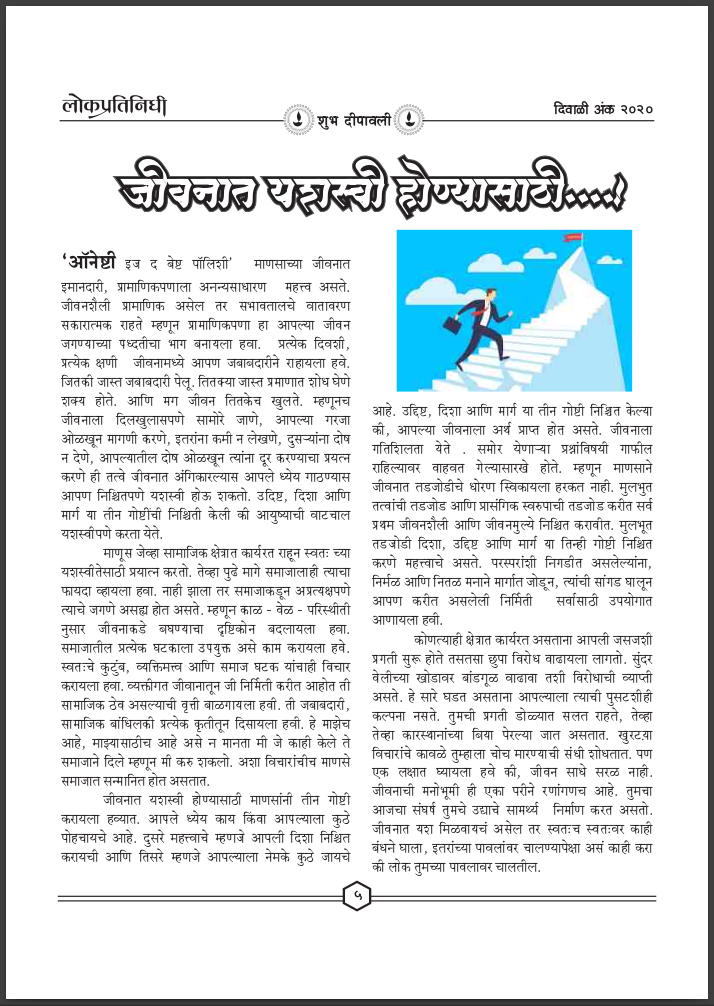 लोकप्रतिनिधी
शुभ दीपावली
दिवाळी अंक २०२०
जीवनात यशस्वी होण्यासाठी....!
‘ऑनेष्टी इज द बेष्ट पॉलिशी’ माणसाच्या जीवनात
इमानदारी, प्रामाणिकपणाला अनन्यसाधारण महत्त्व असते.
जीवनशैली प्रामाणिक असेल तर सभावतालचे वातावरण
सकारात्मक राहते म्हणून प्रामाणिकपणा हा आपल्या जीवन
जगण्याच्या पध्दतीचा भाग बनायला हवा. प्रत्येक दिवशी,
प्रत्येक क्षणी जीवनामध्ये आपण जबाबदारीने राहायला हवे.
जितकी जास्त जबाबदारी पेलू. तितक्या जास्त प्रमाणात शोध घेणे
शक्य होते. आणि मग जीवन तितकेच खुलते. म्हणूनच
जीवनाला दिलखुलासपणे सामोरे जाणे, आपल्या गरजा
ओळखून मागणी करणे, इतरांना कमी न लेखणे, दुसऱ्यांना दोष
न देणे, आपल्यातील दोष ओळखून त्यांना दूर करण्याचा प्रयत्न
करणे ही तत्वे जीवनात अंगिकारल्यास आपले ध्येय गाठण्यास
आपण निश्चितपणे यशस्वी होऊ शकतो. उदिष्ट, दिशा आणि
मार्ग या तीन गोष्टींची निश्चिती केली की आयुष्याची वाटचाल
यशस्वीपणे करता येते.
माणूस जेव्हा सामाजिक क्षेत्रात कार्यरत राहून स्वतः च्या
यशस्वीतेसाठी प्रयात्न करतो. तेव्हा पुढे मागे समाजालाही त्याचा
फायदा व्हायला हवा. नाही झाला तर समाजाकडून अप्रत्यक्षपणे
त्याचे जगणे असह्य होत असते. म्हणून काळ - वेळ - परिस्थीती
नुसार जीवनाकडे बघण्याचा दृष्टिकोन बदलायला हवा.
समाजातील प्रत्येक घटकाला उपयुक्त असे काम करायला हवे.
स्वतःचे कुटुंब, व्यक्तिमत्त्व आणि समाज घटक यांचाही विचार
करायला हवा. व्यक्तीगत जीवानातून जी निर्मिती करीत आहोत ती
सामाजिक ठेव असल्याची वृत्ती बाळगायला हवी. ती जबाबदारी,
सामाजिक बांधिलकी प्रत्येक कृतीतून दिसायला हवी. हे माझेच
आहे, माझ्यासाठीच आहे असे न मानता मी जे काही केले ते
समाजाने दिले म्हणून मी करु शकलो. अशा विचारांचीच माणसे
समाजात सन्मानित होत असतात.
जीवनात यशस्वी होण्यासाठी माणसांनी तीन गोष्टी
करायला हव्यात. आपले ध्येय काय किंवा आपल्याला कुठे
पोहचायचे आहे. दुसरे महत्त्वाचे म्हणजे आपली दिशा निश्चित
करायची आणि तिसरे म्हणजे आपल्याला नेमके कुठे जायचे
आहे. उद्दिष्ट, दिशा आणि मार्ग या तीन गोष्टी निश्चित केल्या
की, आपल्या जीवनाला अर्थ प्राप्त होत असते. जीवनाला
गतिशिलता येते . समोर येणाऱ्या प्रश्नांविषयी गाफील
राहिल्यावर वाहवत गेल्यासारखे होते. म्हणून माणसाने
जीवनात तडजोडीचे धोरण स्विकायला हरकत नाही. मुलभुत
तत्वांची तडजोड आणि प्रासंगिक स्वरुपाची तडजोड करीत सर्व
प्रथम जीवनशैली आणि जीवनमुल्ये निश्चित करावीत. मुलभूत
तडजोडी दिशा, उद्दिष्ट आणि मार्ग या तिन्ही गोष्टी निश्चित
करणे महत्त्वाचे असते. परस्परांशी निगडीत असलेल्यांना,
निर्मळ आणि नितळ मनाने मार्गात जोडून, त्यांची सांगड घालून
आपण करीत असलेली निर्मिती सर्वासाठी उपयोगात
आणायला हवी.
कोणत्याही क्षेत्रात कार्यरत असताना आपली जसजशी
प्रगती सुरू होते तसतसा छुपा विरोध वाढायला लागतो. सुंदर
वेलीच्या खोडावर बांडगूळ वाढावा तशी विरोधाची व्याप्ती
असते. हे सारे घडत असताना आपल्याला त्याची पुसटशीही
कल्पना नसते. तुमची प्रगती डोळ्यात सलत राहते, तेव्हा
तेव्हा कारस्थानांच्या बिया पेरल्या जात असतात. खुरटय़ा
विचारांचे कावळे तुम्हाला चोच मारण्याची संधी शोधतात. पण
एक लक्षात घ्यायला हवे की, जीवन साधे सरळ नाही.
जीवनाची मनोभूमी ही एका परीने रणांगणच आहे. तुमचा
आजचा संघर्ष तुमचे उद्याचे सामर्थ्य निर्माण करत असतो.
जीवनात यश मिळवायचं असेल तर स्वतःच स्वतःवर काही
बंधने घाला, इतरांच्या पावलांवर चालण्यापेक्षा असं काही करा
की लोक तुमच्या पावलावर चालतील.
५